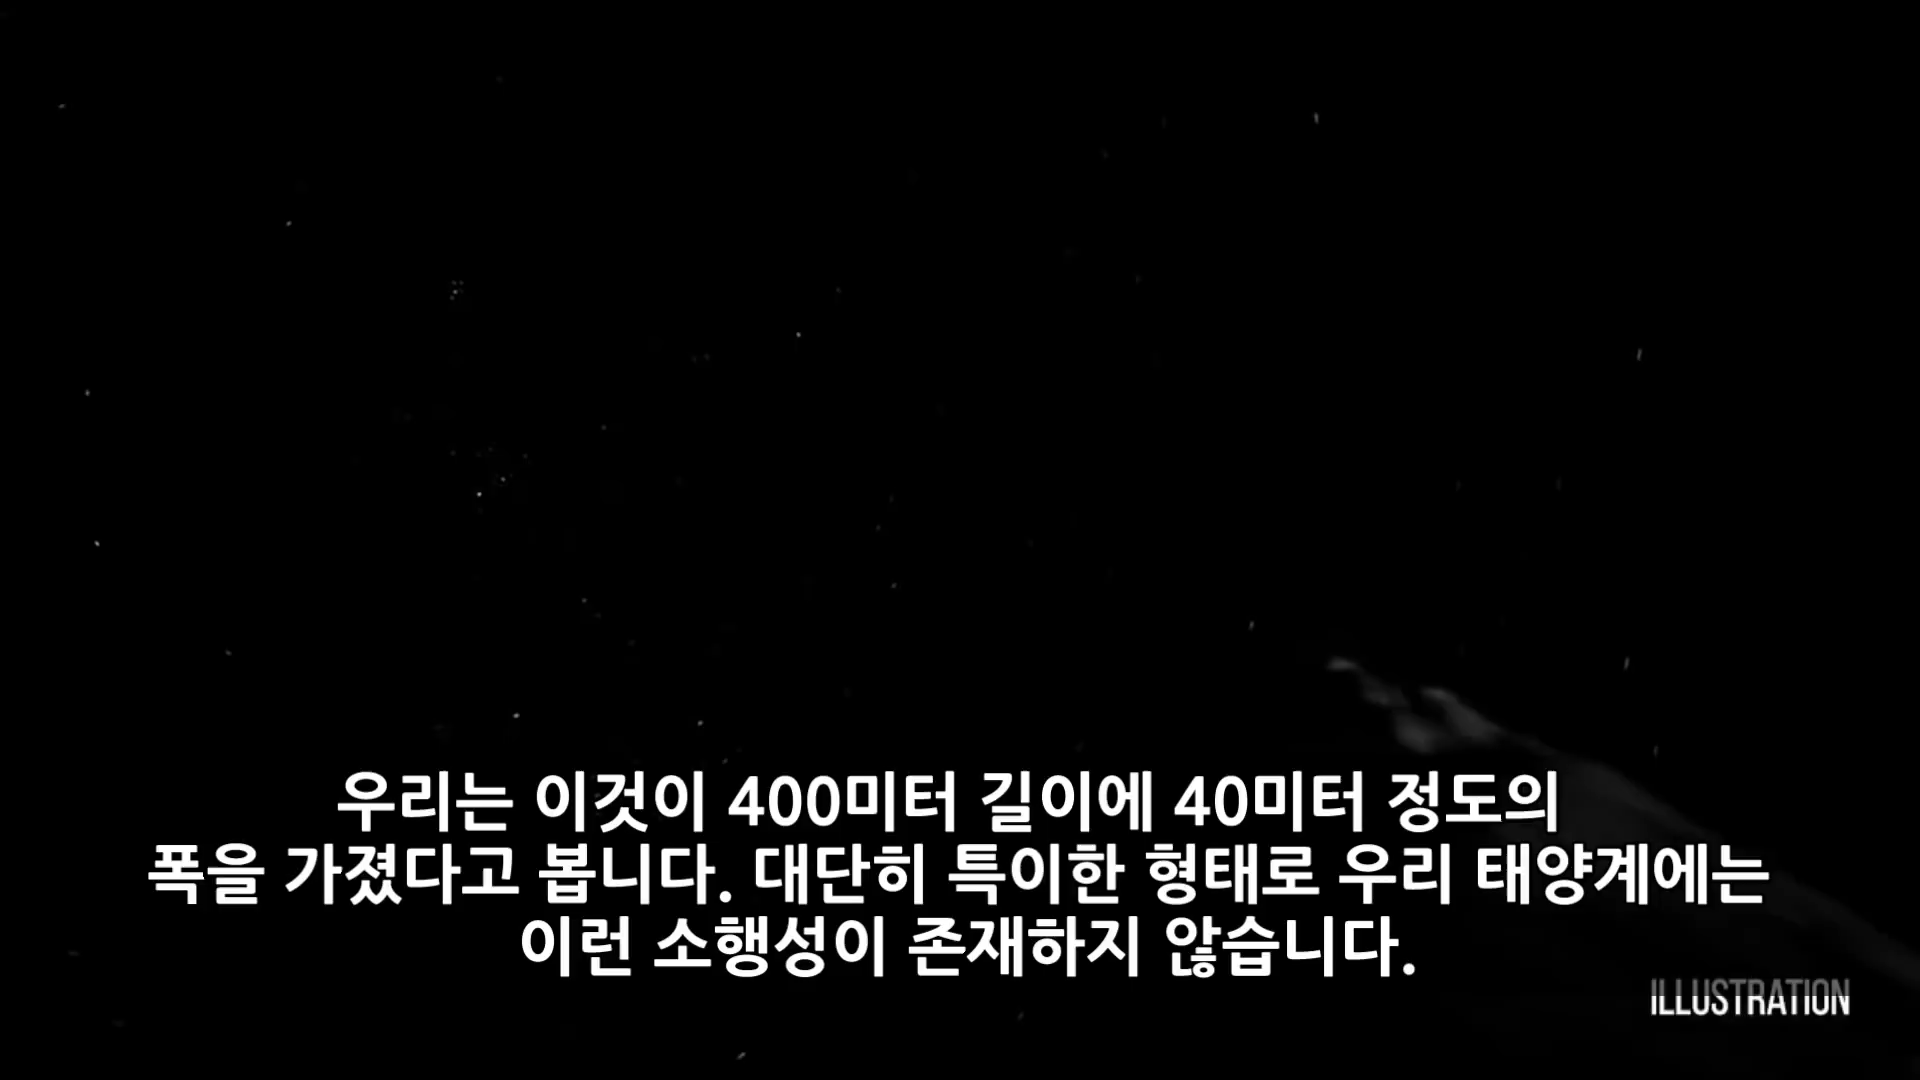 우리는 이것이 400미터 길이에 40미터 정도의
폭을 가졌다고 봅니다. 대단히 특이한 형태로 우리 태양계에는
이런 소행성이 존재하지 않습니다.
ILLUSTRATION